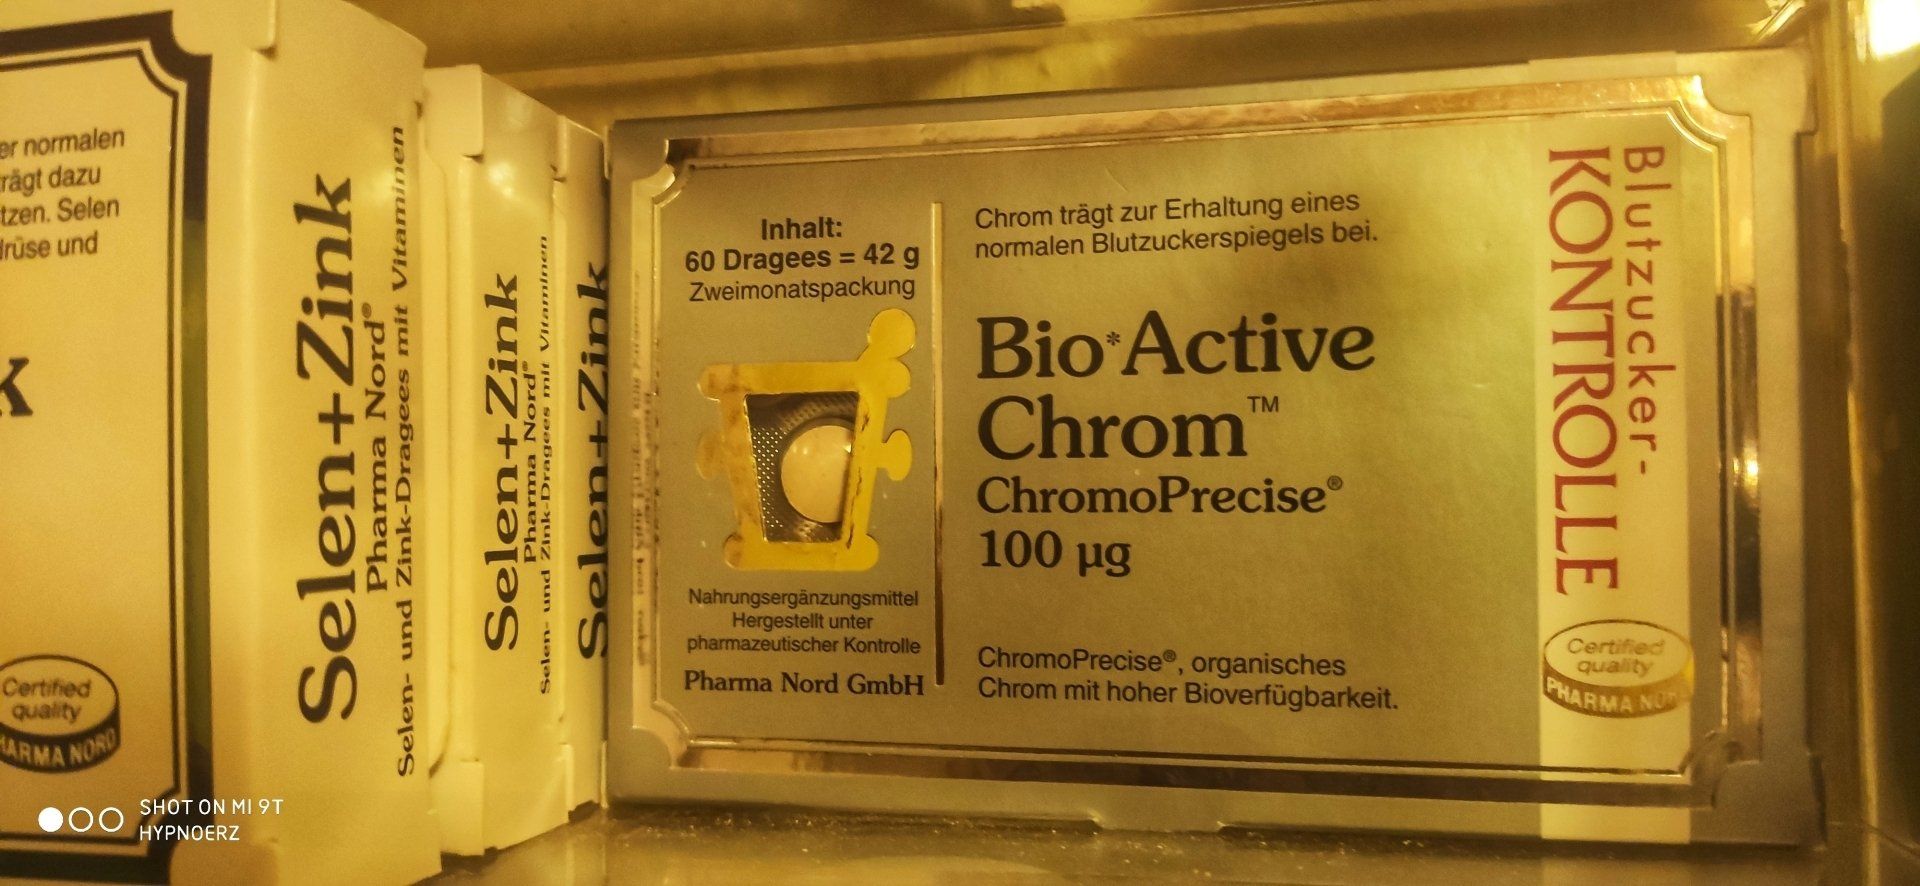 er normalen
rägt dazu
tzen. Selen
drüse und
K
Certified
quality
PHARMA NORD
Selen+Zink
Pharma Nord®
Selen- und Zink-Dragees mit Vitaminen
Selen+Zink
Pharma Nord®
Selen- und Zink-Dragees mit Vitaminen
Selen+Zink
Inhalt:
60 Dragees = 42 g
Zweimonatspackung
Nahrungsergänzungsmittel
Hergestellt unter
pharmazeutischer Kontrolle
Pharma Nord GmbH
Chrom trägt zur Erhaltung eines
normalen Blutzuckerspiegels bei.
Bio*Active
Chrom™
ChromoPrecise®
100 µg
ChromoPrecise®, organisches
Chrom mit hoher Bioverfügbarkeit.
Blutzucker-
KONTROLLE
Certified
quality
PHARMA NORD
SHOT ON MI 9T
HYPNOERZ